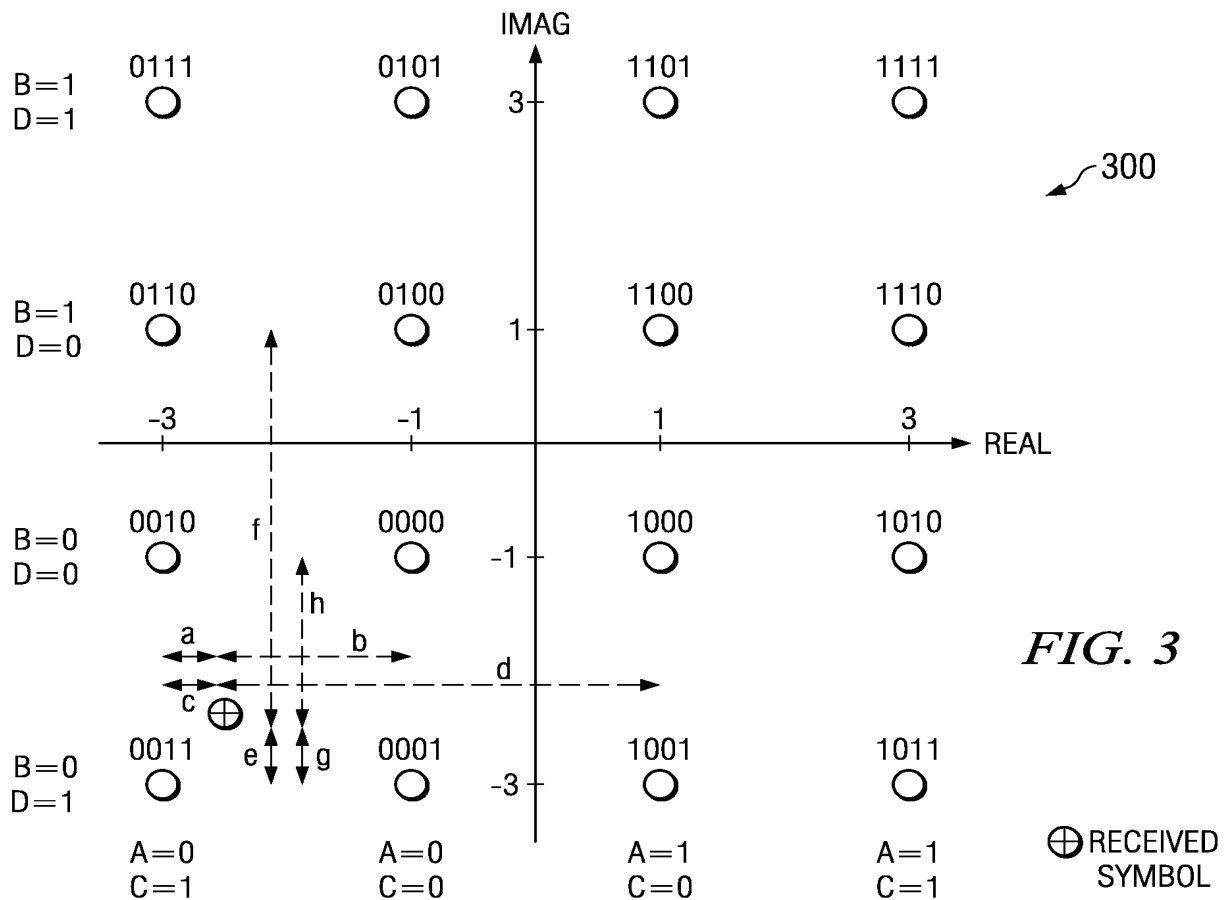 IMAG
0111 0101 1101 1111
B=1
D=1
3
300
0110 0100 1100 1110
B=1
D=0
1
-3 -1 1 3
REAL
0010 0000 1000 1010
B=0
D=0
f
-1
h
a b
d
FIG. 3
c
0011 0001 1001 1011
e g
B=0
D=1
-3
A=0 A=0 A=1 A=1
C=1 C=0 C=0 C=1
RECEIVED
SYMBOL